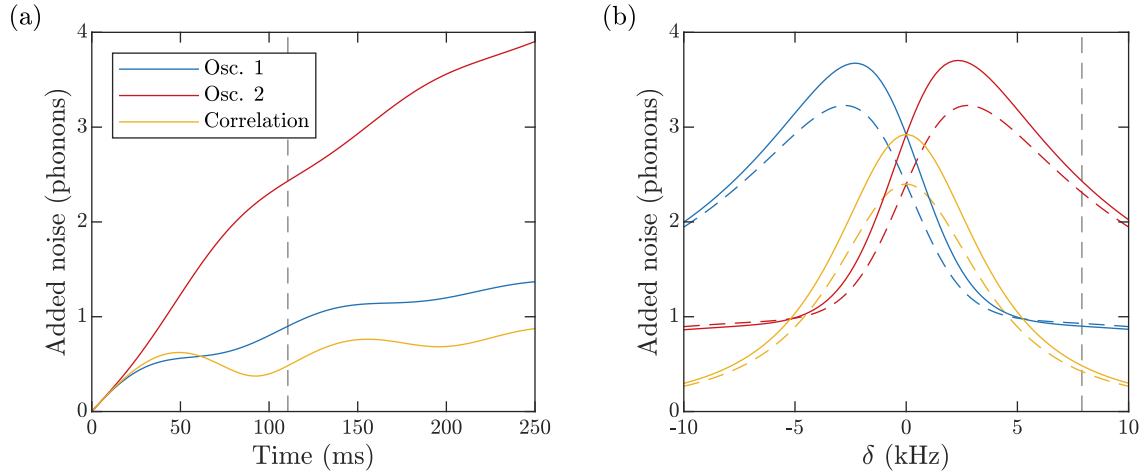 (a)
Added noise (phonons)
4
3
2
1
0
Osc. 1
Osc. 2
Correlation
0 50 100 150 200 250
Time (ms)
(b)
Added noise (phonons)
4
3
2
1
0
-10 -5 0 5 10
δ (kHz)